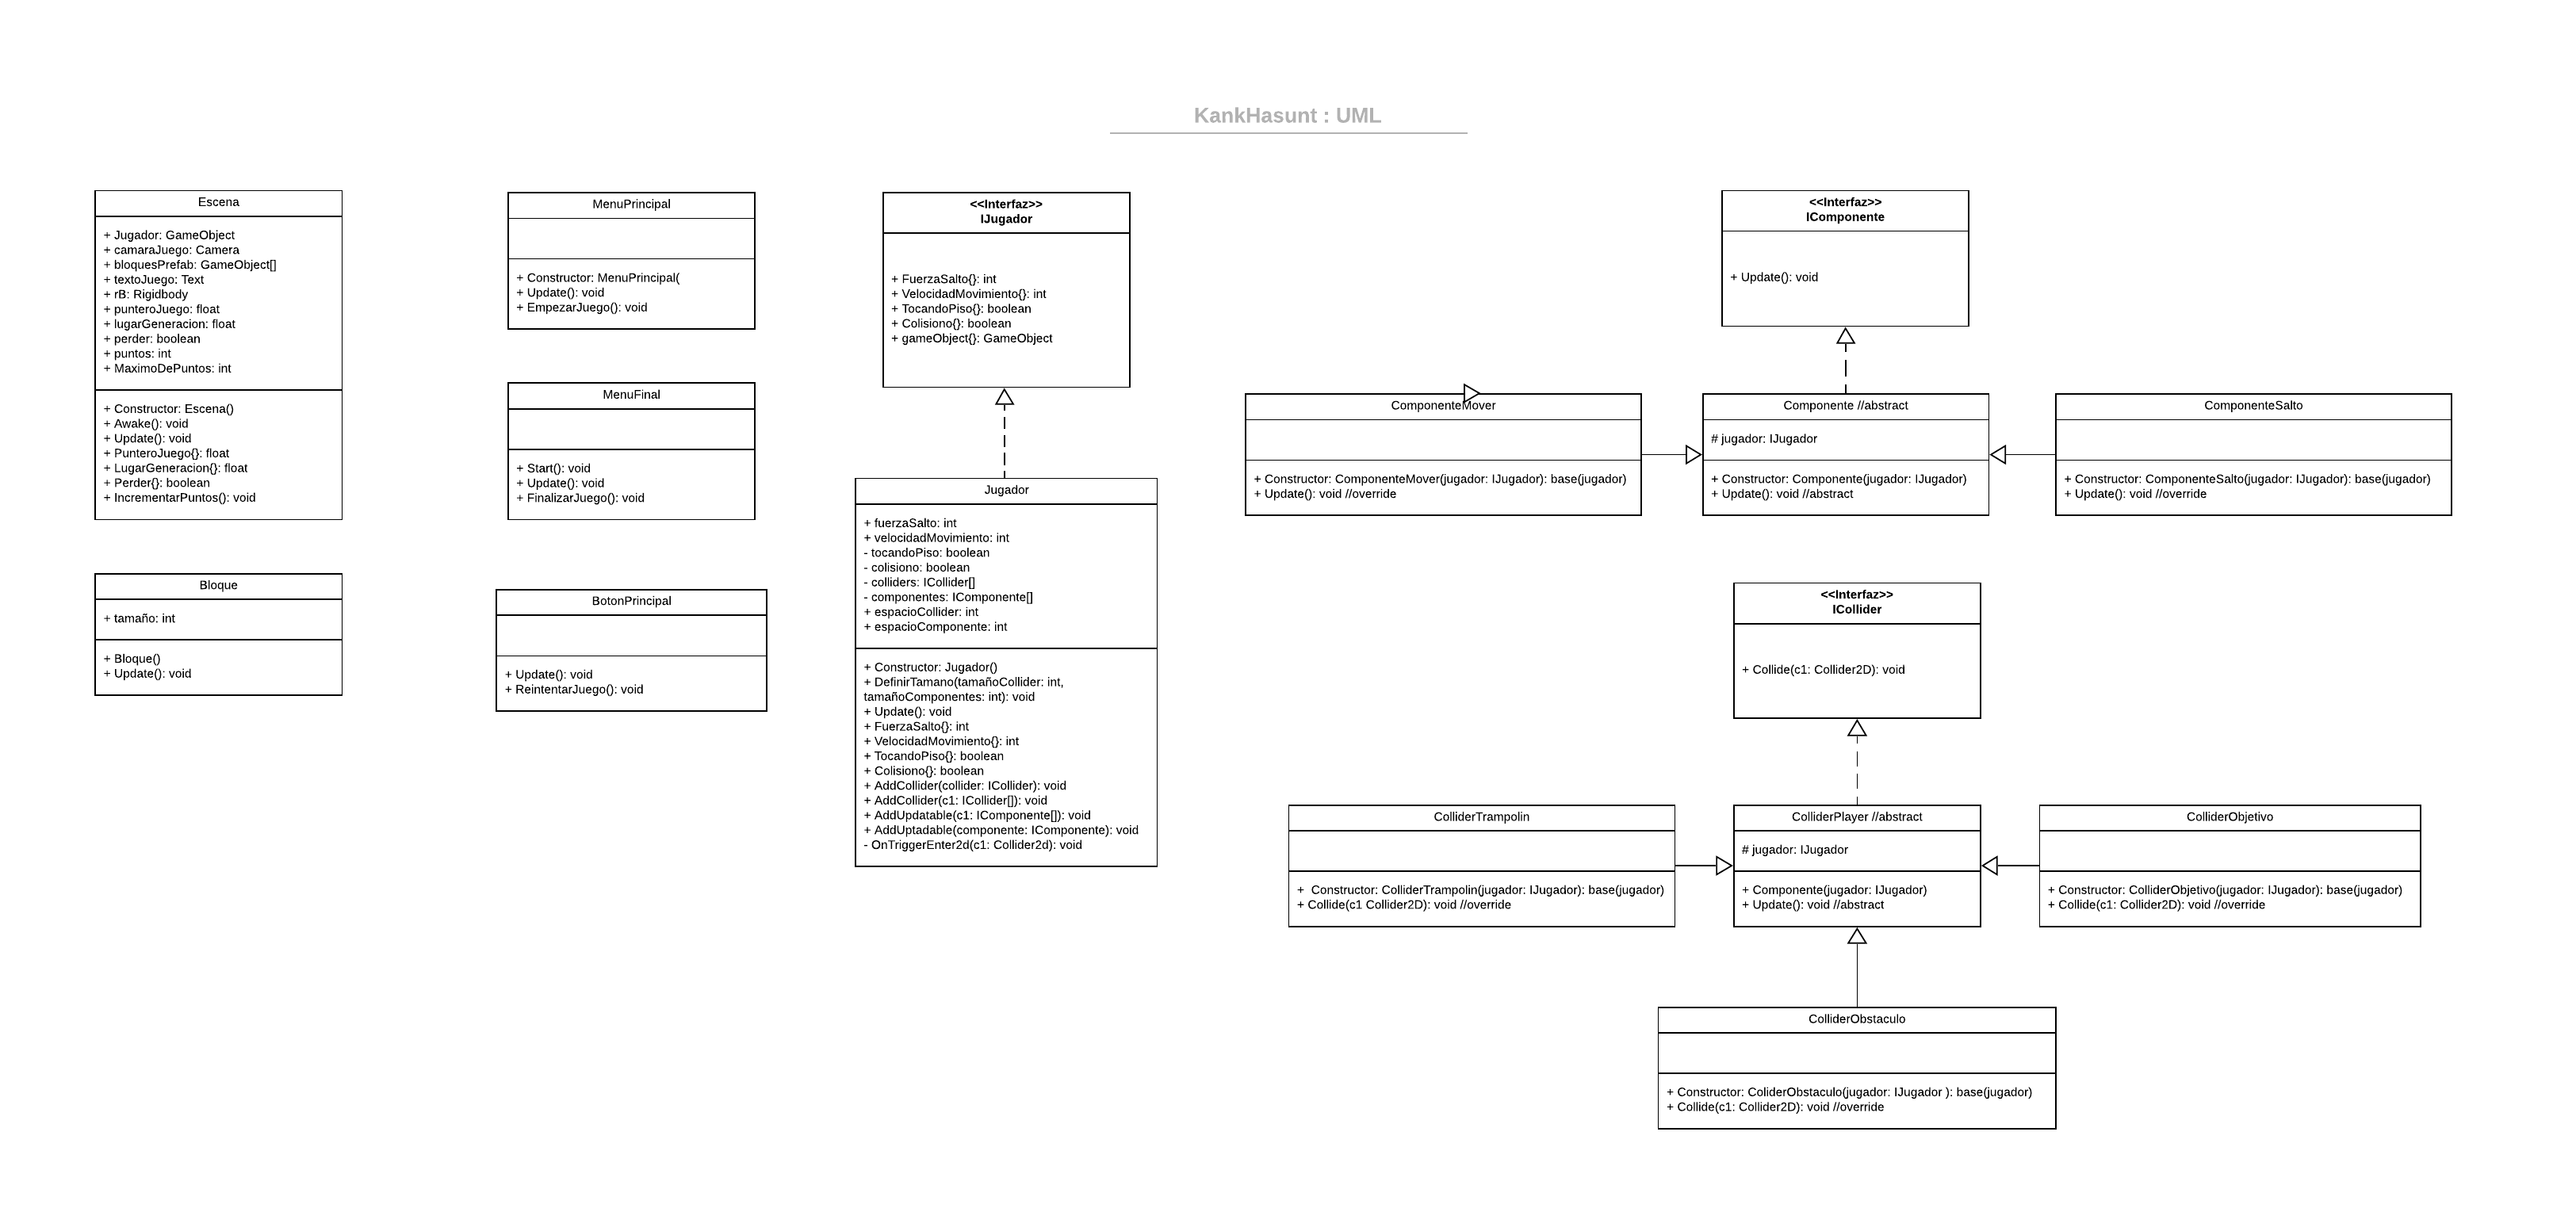 KankHasunt : UML
Escena
+ Jugador: GameObject
+ camaraJuego: Camera
+ bloquesPrefab: GameObject[]
+ textoJuego: Text
+ rB: Rigidbody
+ punteroJuego: float
+ lugarGeneracion: float
+ perder: boolean
+ puntos: int
+ MaximoDePuntos: int
+ Constructor: Escena()
+ Awake(): void
+ Update(): void
+ PunteroJuego{}: float
+ LugarGeneracion{}: float
+ Perder{}: boolean
+ IncrementarPuntos(): void
Bloque
+ tamaño: int
+ Bloque()
+ Update(): void
MenuPrincipal
+ Constructor: MenuPrincipal(
+ Update(): void
+ EmpezarJuego(): void
MenuFinal
+ Start(): void
+ Update(): void
+ FinalizarJuego(): void
BotonPrincipal
+ Update(): void
+ ReintentarJuego(): void
<<Interfaz>>
IJugador
+ FuerzaSalto{}: int
+ VelocidadMovimiento{}: int
+ TocandoPiso{}: boolean
+ Colisiono{}: boolean
+ gameObject{}: GameObject
Jugador
+ fuerzaSalto: int
+ velocidadMovimiento: int
- tocandoPiso: boolean
- colisiono: boolean
- colliders: ICollider[]
- componentes: IComponente[]
+ espacioCollider: int
+ espacioComponente: int
+ Constructor: Jugador()
+ DefinirTamano(tamañoCollider: int,
tamañoComponentes: int): void
+ Update(): void
+ FuerzaSalto{}: int
+ VelocidadMovimiento{}: int
+ TocandoPiso{}: boolean
+ Colisiono{}: boolean
+ AddCollider(collider: ICollider): void
+ AddCollider(c1: ICollider[]): void
+ AddUpdatable(c1: IComponente[]): void
+ AddUptadable(componente: IComponente): void
- OnTriggerEnter2d(c1: Collider2d): void
<<Interfaz>>
IComponente
+ Update(): void
ComponenteMover
+ Constructor: ComponenteMover(jugador: IJugador): base(jugador)
+ Update(): void //override
Componente //abstract
# jugador: IJugador
+ Constructor: Componente(jugador: IJugador)
+ Update(): void //abstract
ComponenteSalto
+ Constructor: ComponenteSalto(jugador: IJugador): base(jugador)
+ Update(): void //override
<<Interfaz>>
ICollider
+ Collide(c1: Collider2D): void
ColliderTrampolin
+  Constructor: ColliderTrampolin(jugador: IJugador): base(jugador)
+ Collide(c1 Collider2D): void //override
ColliderPlayer //abstract
# jugador: IJugador
+ Componente(jugador: IJugador)
+ Update(): void //abstract
ColliderObjetivo
+ Constructor: ColliderObjetivo(jugador: IJugador): base(jugador)
+ Collide(c1: Collider2D): void //override
ColliderObstaculo
+ Constructor: ColiderObstaculo(jugador: IJugador ): base(jugador)
+ Collide(c1: Collider2D): void //override